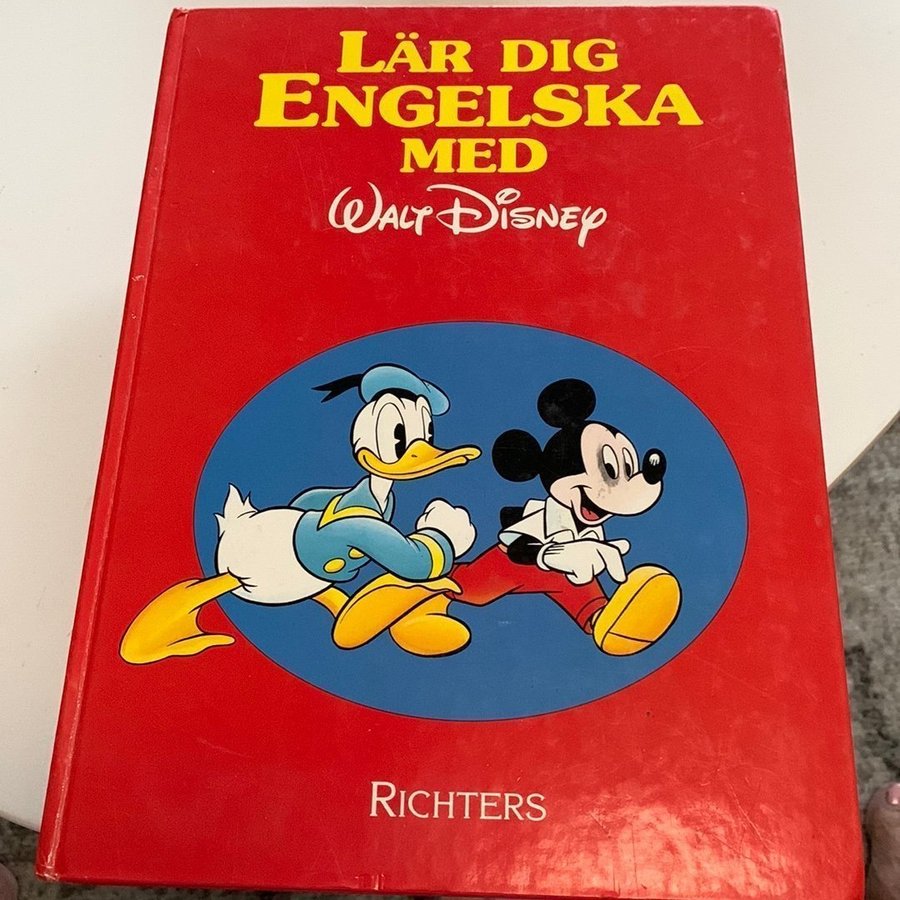 LÄR DIG
ENGELSKA
MED
WALT DISNEY
RICHTERS